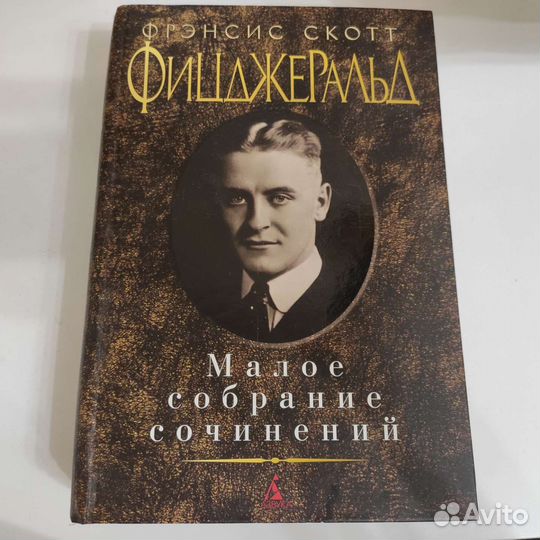 ФРЭНСИС СКОТТ
ФИЦДЖЕРАЛЬД
Малое
собрание
сочинений
Avito